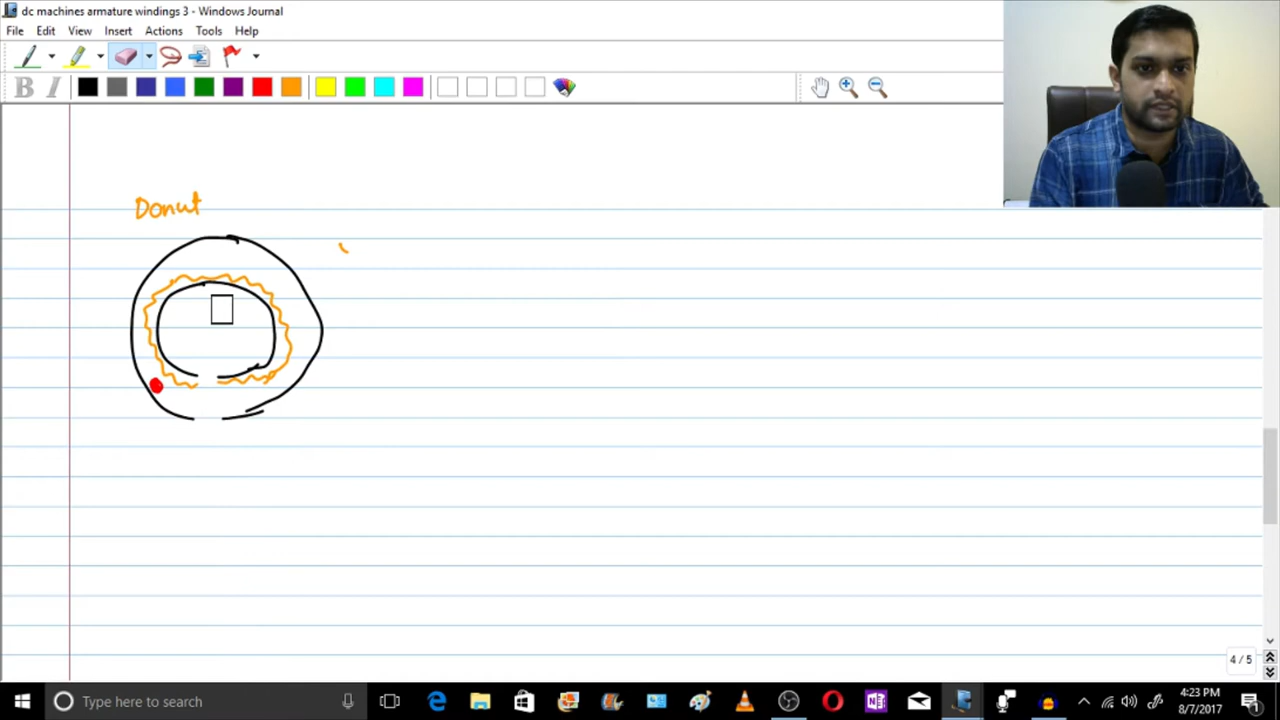 dc machines armature windings 3 - Windows Journal
File Edit View Insert Actions Tools Help
B I
Donut
4 / 5
Type here to search
4:23 PM
8/7/2017